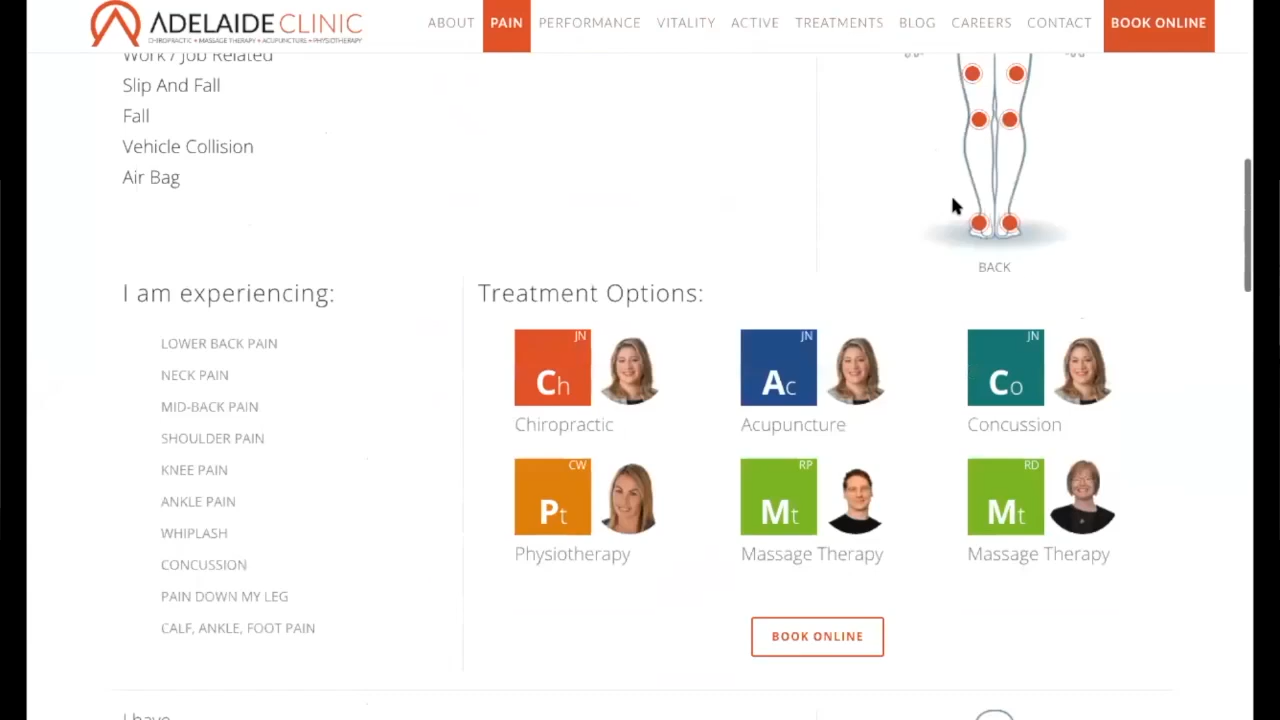 ADELAIDE CLINIC
CHIROPRACTIC • MASSAGE THERAPY • ACUPUNCTURE • PHYSIOTHERAPY
ABOUT PAIN PERFORMANCE VITALITY ACTIVE TREATMENTS BLOG CAREERS CONTACT BOOK ONLINE
Work / Job Related
Slip And Fall
Fall
Vehicle Collision
Air Bag
BACK
I am experiencing:
LOWER BACK PAIN
NECK PAIN
MID-BACK PAIN
SHOULDER PAIN
KNEE PAIN
ANKLE PAIN
WHIPLASH
CONCUSSION
PAIN DOWN MY LEG
CALF, ANKLE, FOOT PAIN
Treatment Options:
JN
Ch
Chiropractic
JN
Ac
Acupuncture
JN
Co
Concussion
CW
Pt
Physiotherapy
RP
Mt
Massage Therapy
RD
Mt
Massage Therapy
BOOK ONLINE
I have